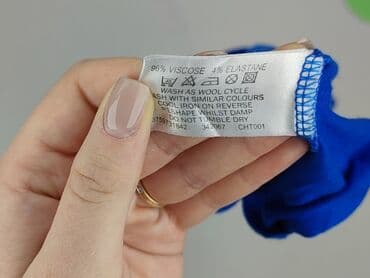 96% VISCOSE 4% ELASTANE
WASH AS WOOL CYCLE
WASH WITH SIMILAR COLOURS
COOL IRON ON REVERSE
RESHAPE WHILST DAMP
DO NOT TUMBLE DRY
343067 CHT001